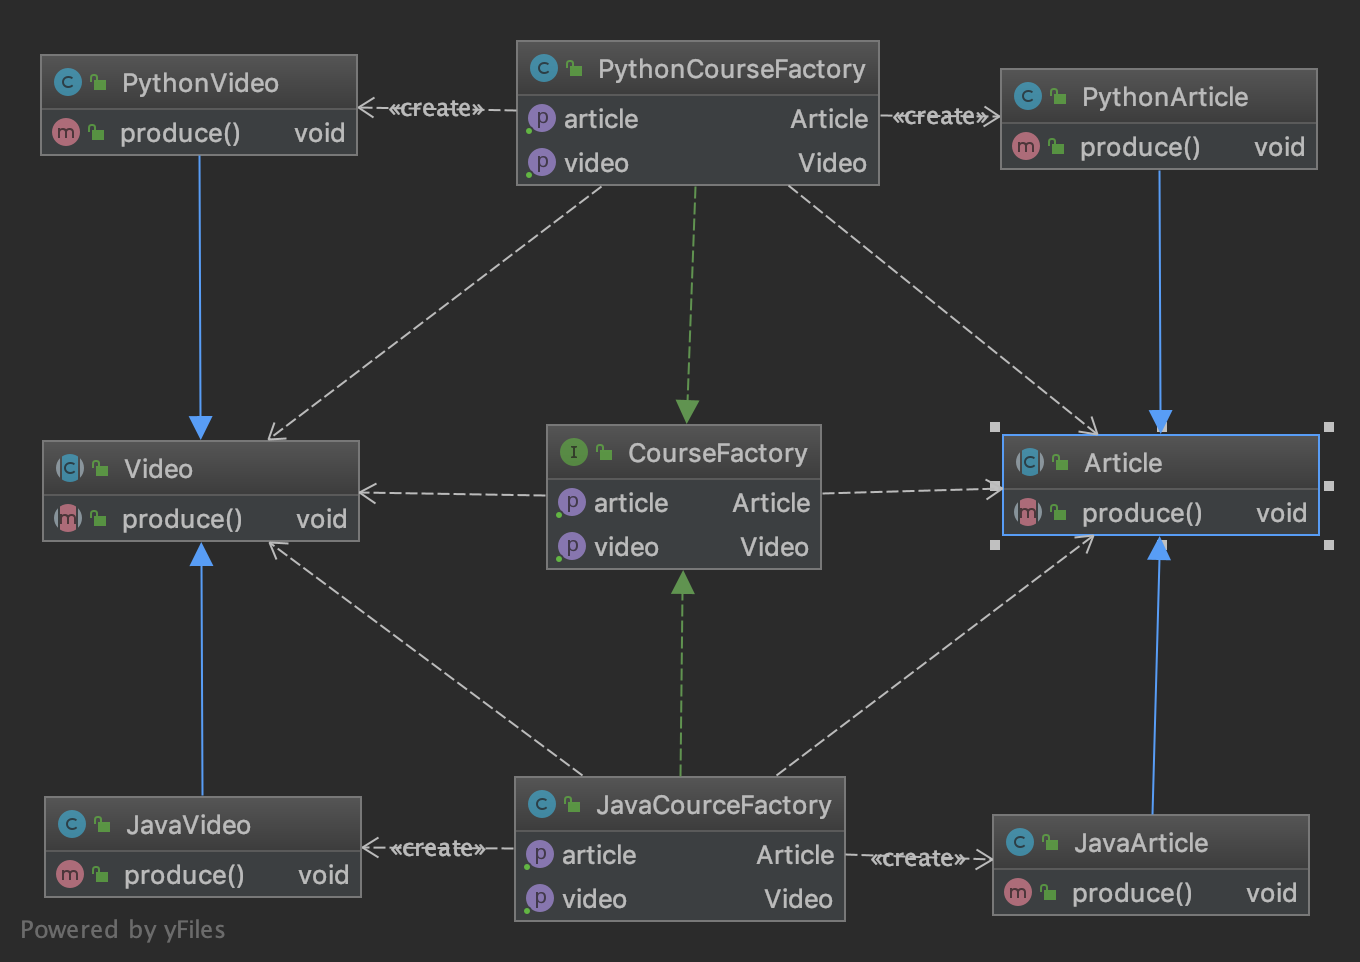 PythonVideo
produce() void
«create»
PythonCourseFactory
article Article
video Video
«create»
PythonArticle
produce() void
Video
produce() void
CourseFactory
article Article
video Video
Article
produce() void
JavaVideo
produce() void
«create»
JavaCourceFactory
article Article
video Video
«create»
JavaArticle
produce() void
Powered by yFiles